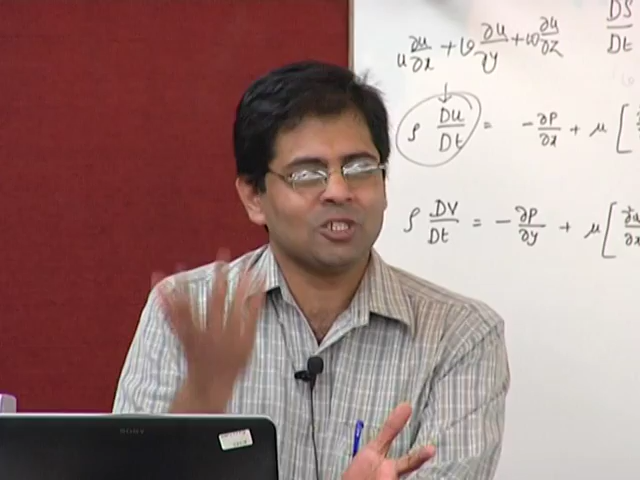 u ∂u/∂x + v ∂u/∂y + w ∂u/∂z DS/Dt
ρ Du/Dt = - ∂P/∂x + μ [
ρ DV/Dt = - ∂P/∂y + μ [ ∂u/∂x
SONY